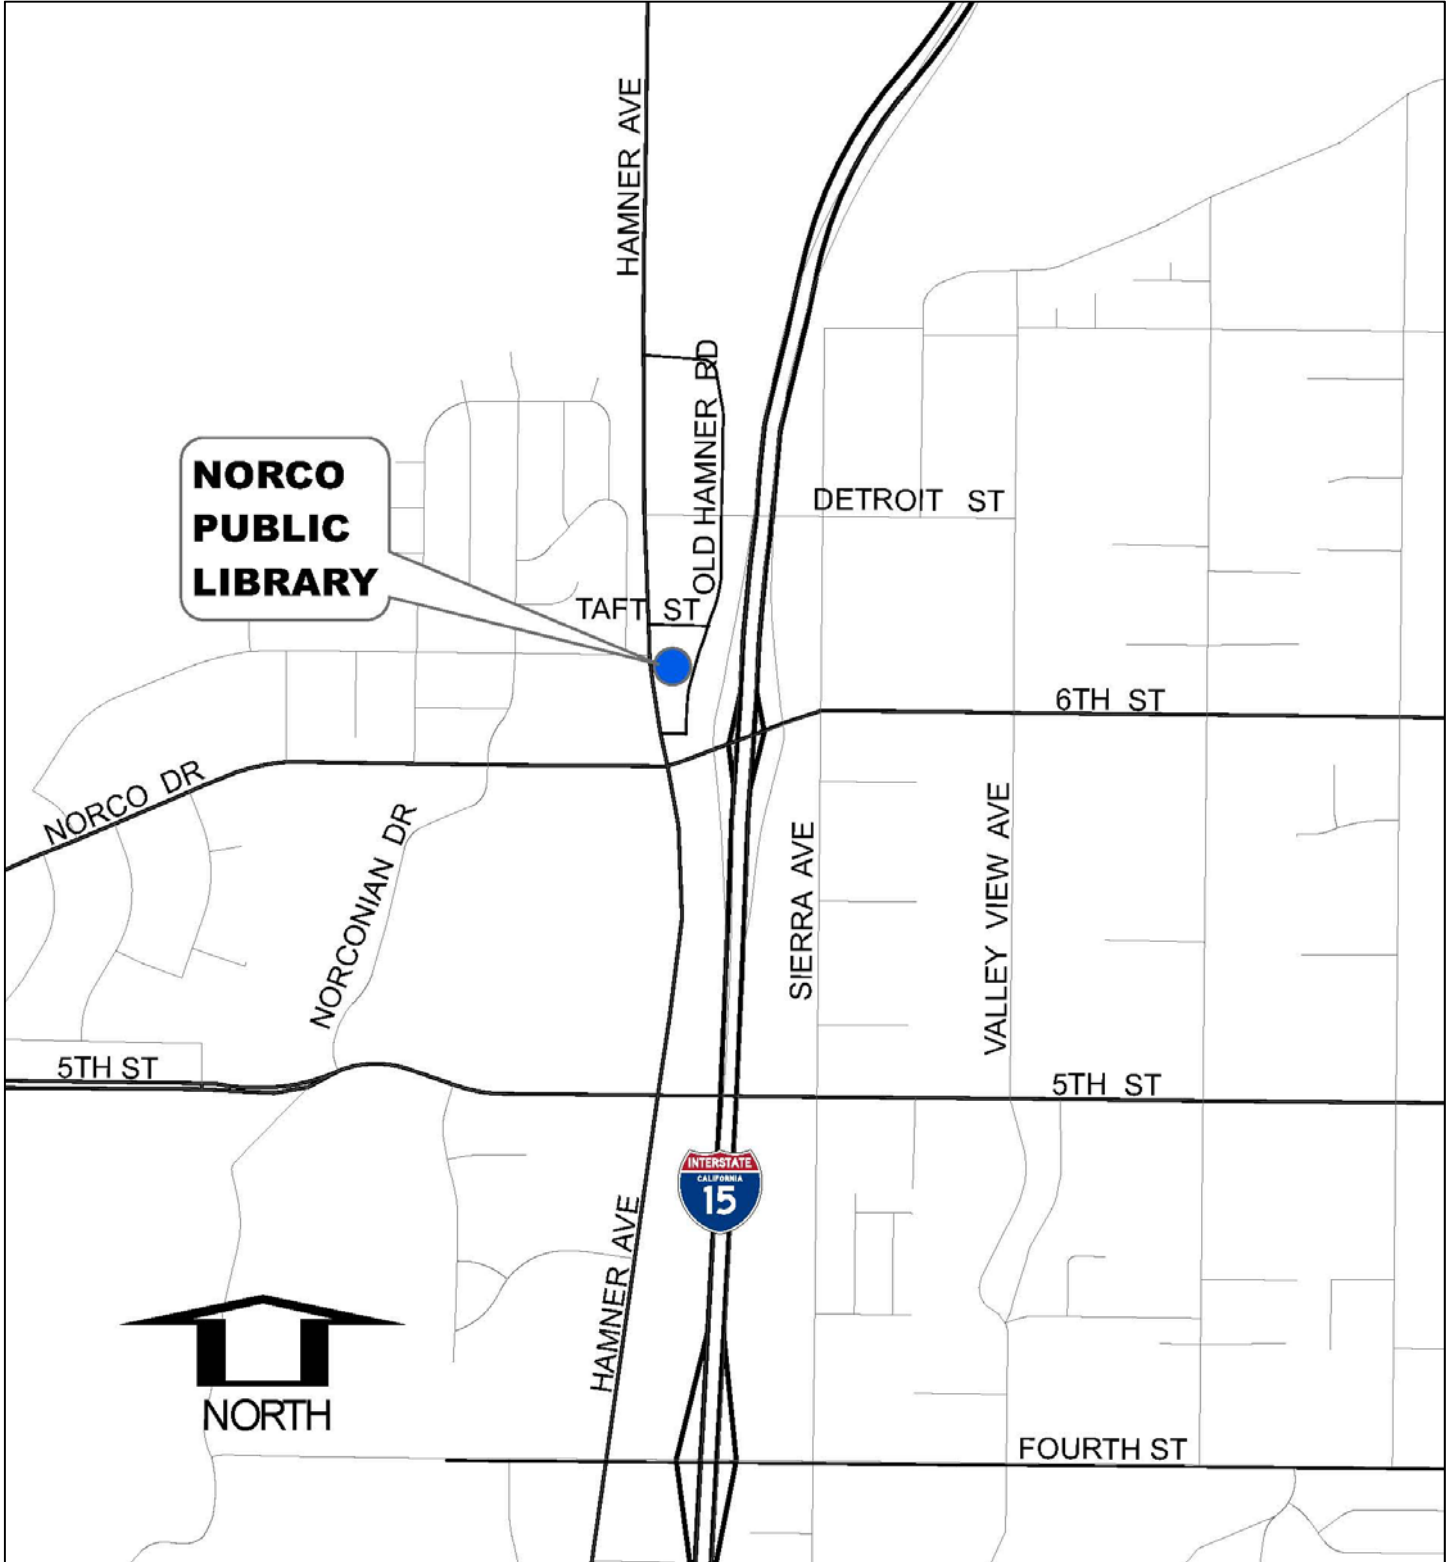 HAMNER AVE
OLD HAMNER RD
NORCO
PUBLIC
LIBRARY
DETROIT ST
TAFT ST
6TH ST
NORCO DR
NORCONIAN DR
SIERRA AVE
VALLEY VIEW AVE
5TH ST
5TH ST
INTERSTATE
CALIFORNIA
15
HAMNER AVE
NORTH
FOURTH ST